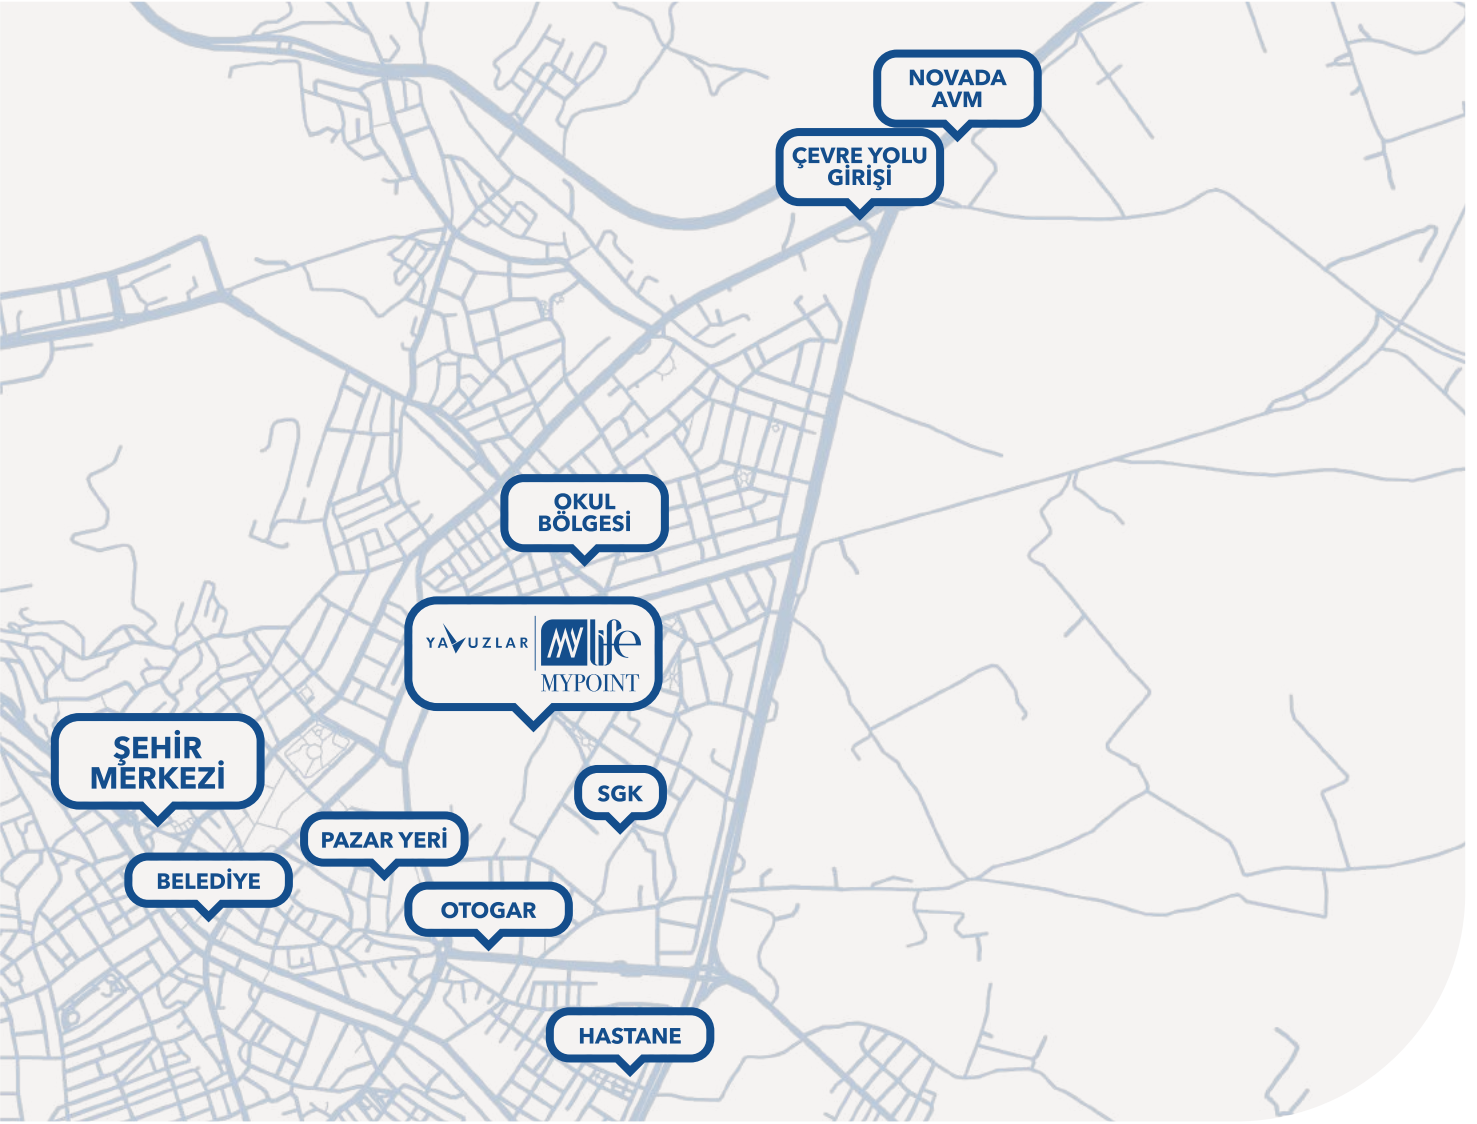 NOVADA
AVM
ÇEVRE YOLU
GİRİŞİ
OKUL
BÖLGESİ
YAVUZLAR
MY life
MYPOINT
ŞEHİR
MERKEZİ
SGK
PAZAR YERİ
BELEDİYE
OTOGAR
HASTANE